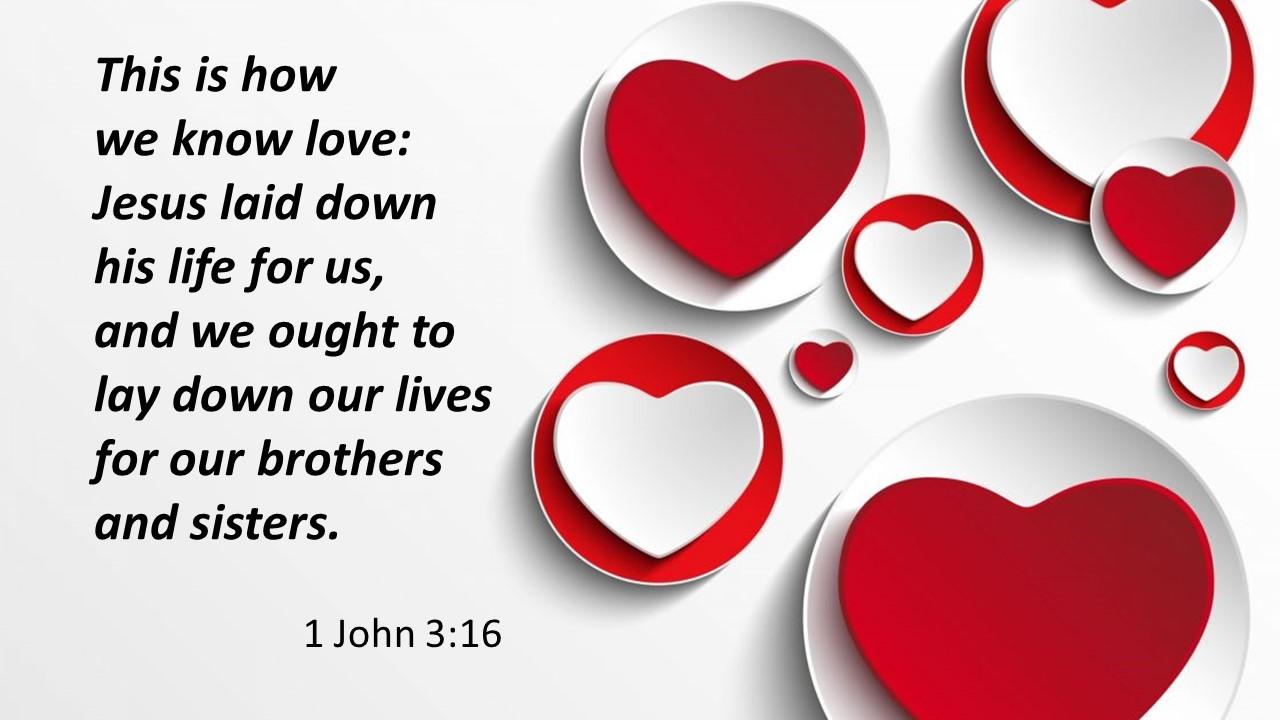 This is how
we know love:
Jesus laid down
his life for us,
and we ought to
lay down our lives
for our brothers
and sisters.
1 John 3:16